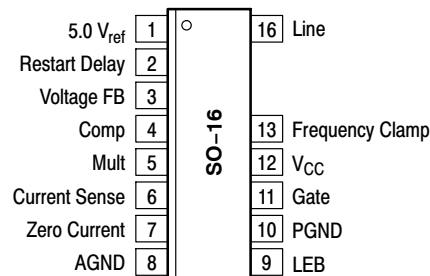 5.0 Vref 1 16 Line
Restart Delay 2
Voltage FB 3
Comp 4 13 Frequency Clamp
Mult 5 12 VCC
Current Sense 6 11 Gate
Zero Current 7 10 PGND
AGND 8 9 LEB
SO–16